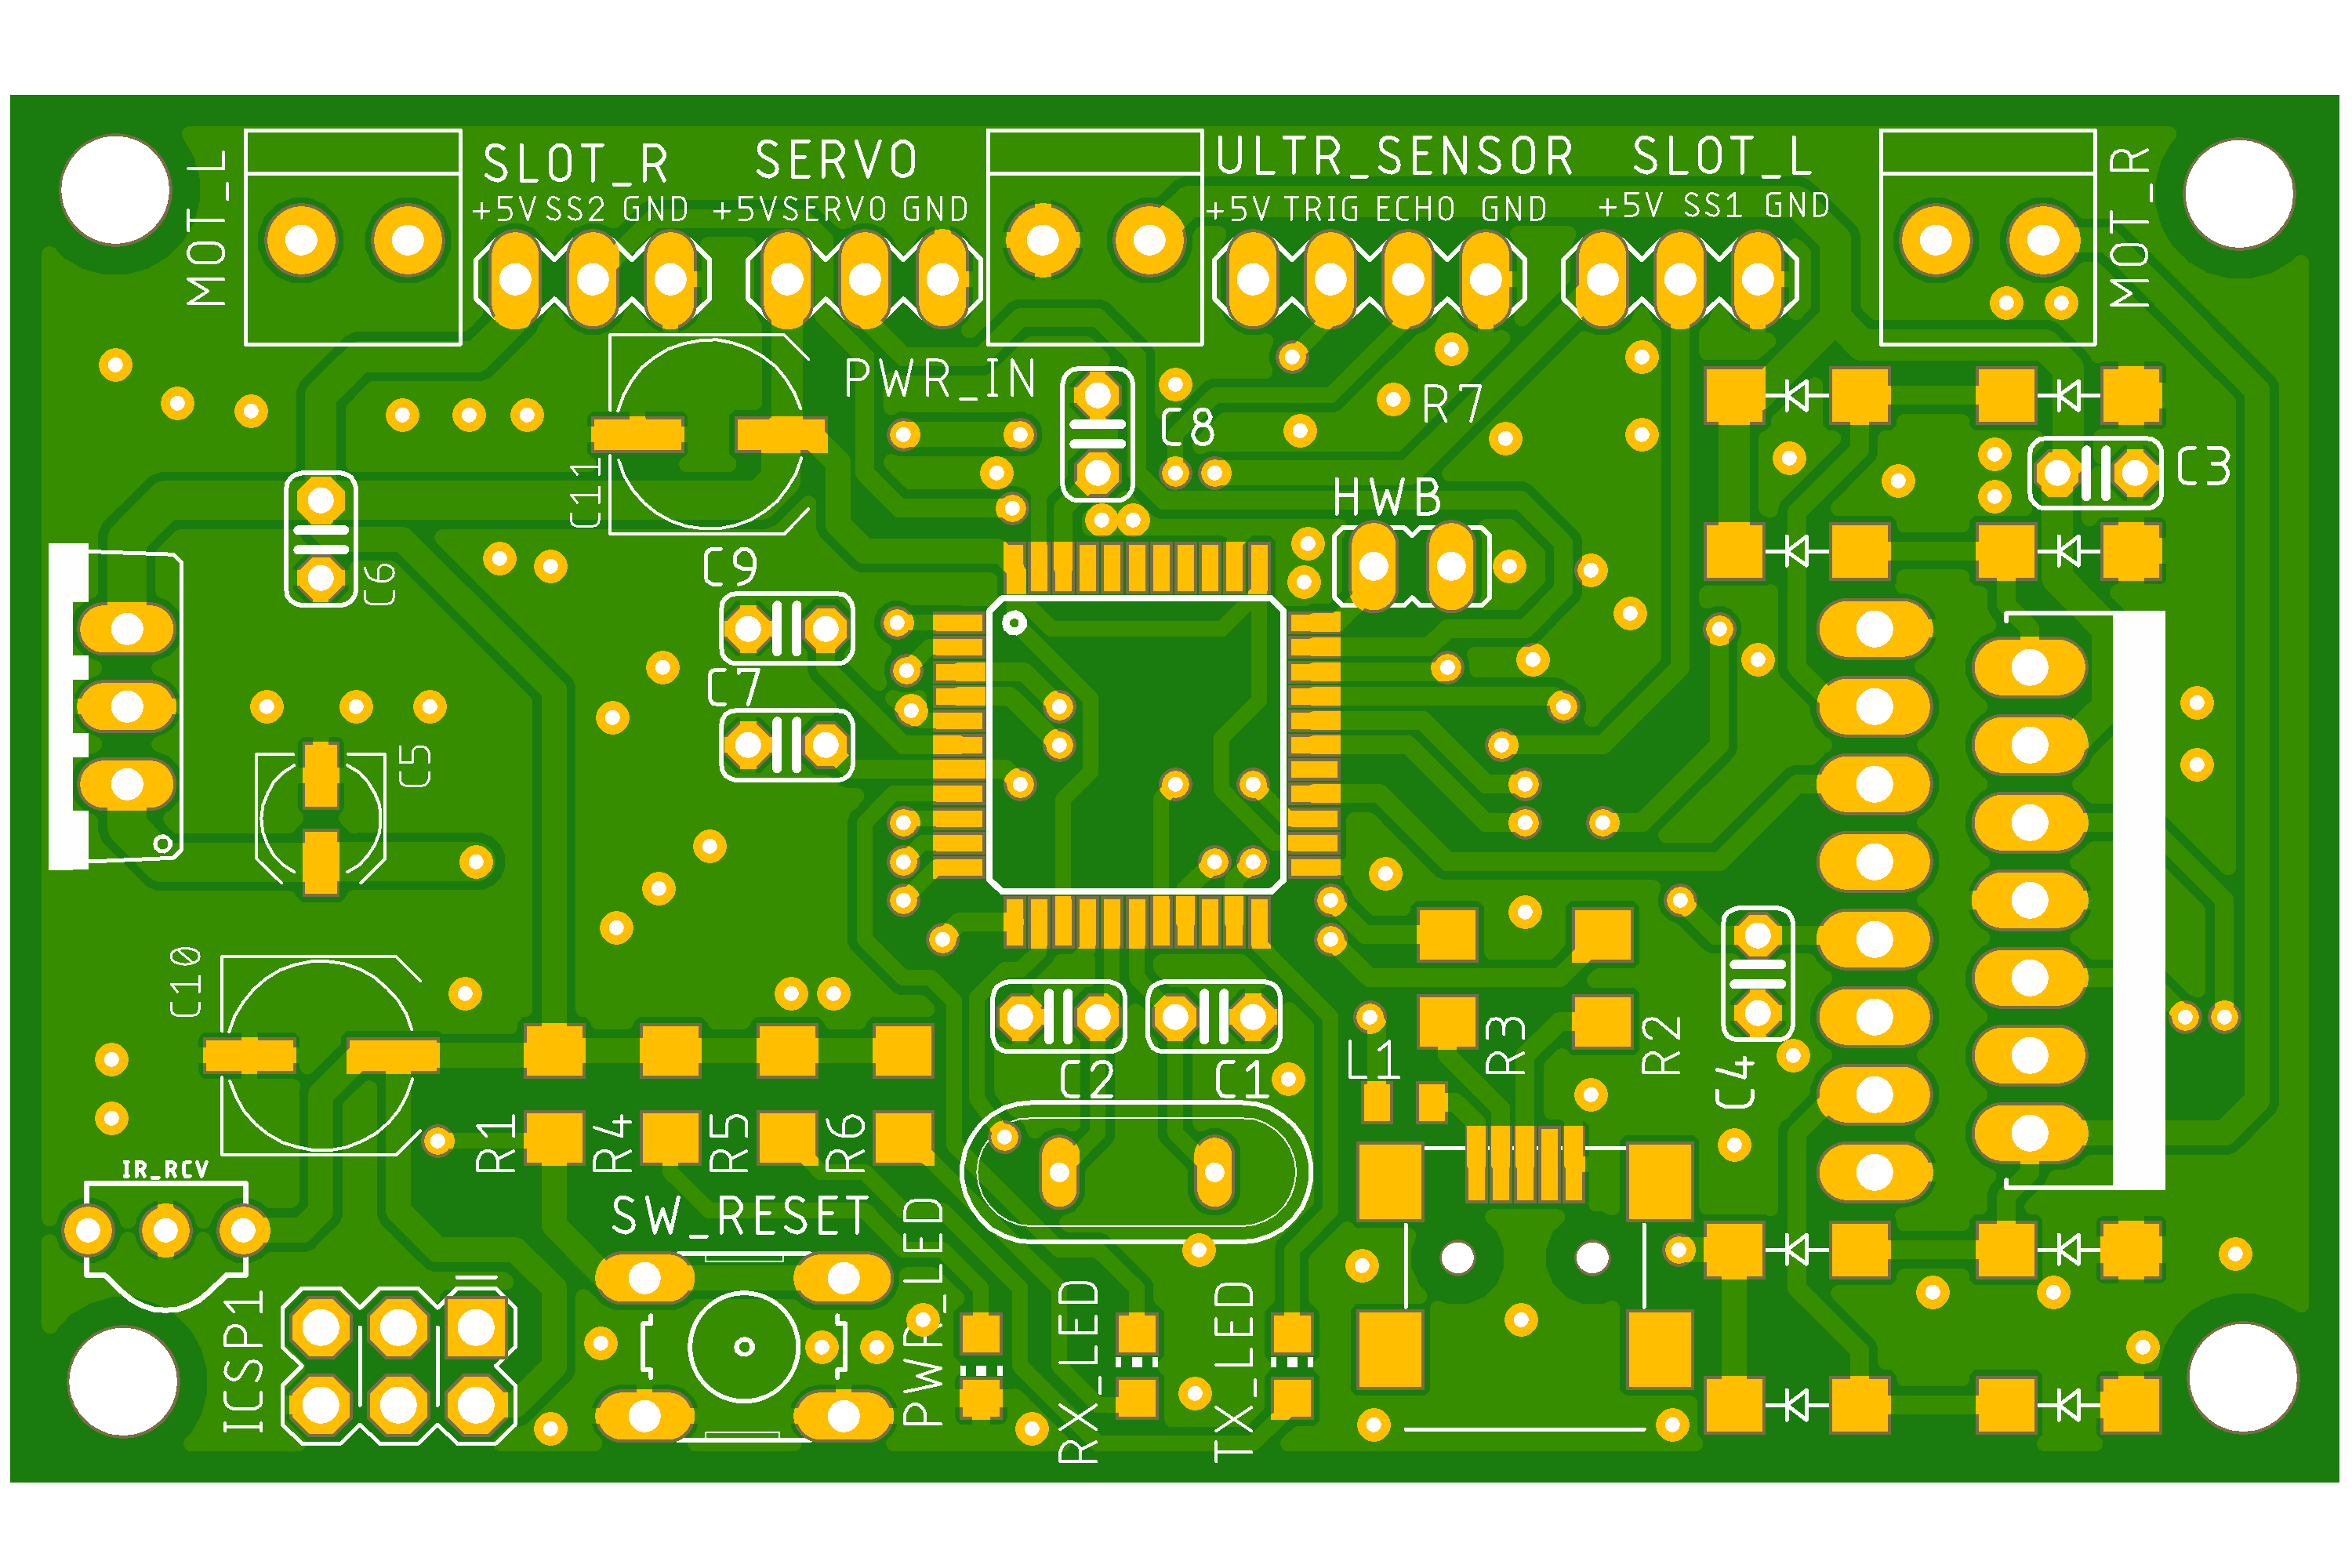 MOT_L
SLOT_R
SERVO
ULTR_SENSOR
SLOT_L
MOT_R
+5V SS2 GND
+5V SERVO GND
+5V TRIG ECHO GND
+5V SS1 GND
PWR_IN
R7
C8
C3
C11
HWB
C6
C9
C7
C5
C10
L1
R3
R2
C4
C2
C1
R1
R4
R5
R6
IR_RCV
SW_RESET
PWR_LED
RX_LED
TX_LED
ICSP1